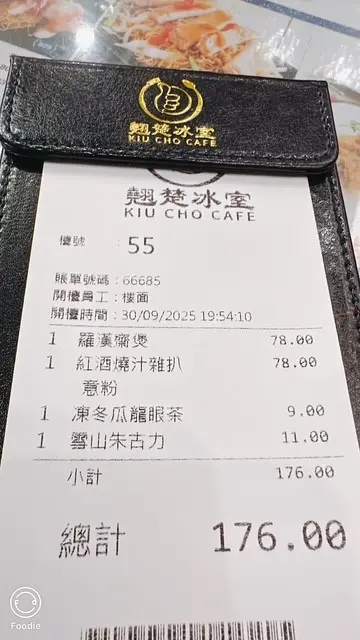 翹楚冰室
KIU CHO CAFE
翹楚冰室
KIU CHO CAFE
檯號 : 55
賬單號碼 : 66685
開檯員工 : 樓面
開檯時間 : 30/09/2025 19:54:10
1 羅漢齋煲 78.00
1 紅酒燒汁雜扒 78.00
意粉
1 凍冬瓜龍眼茶 9.00
1 雪山朱古力 11.00
小計 176.00
總計 176.00
Foodie